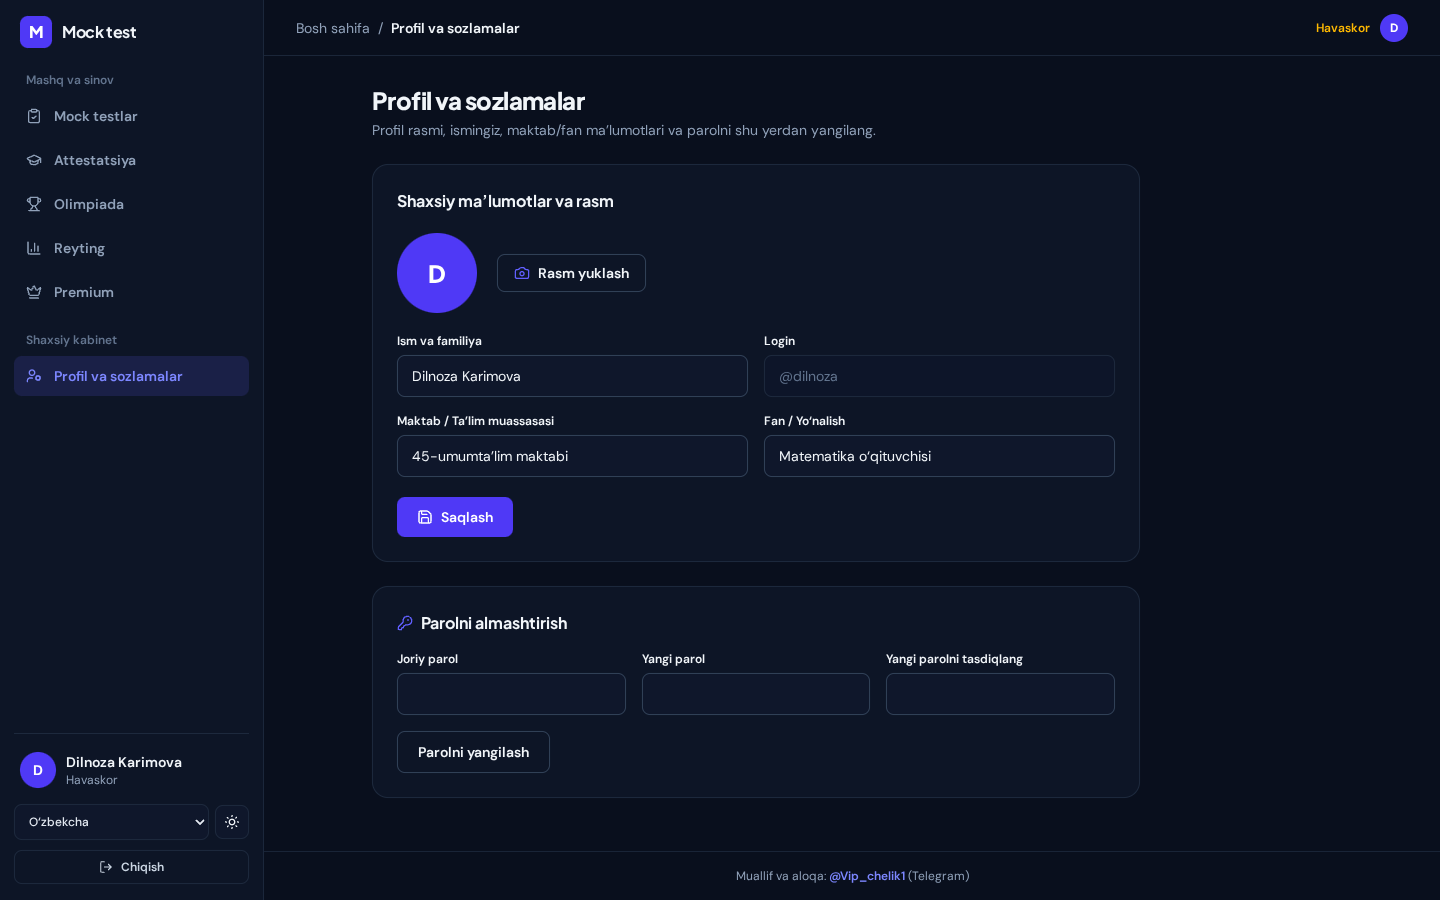 M Mock test
Mashq va sinov
Mock testlar
Attestatsiya
Olimpiada
Reyting
Premium
Shaxsiy kabinet
Profil va sozlamalar
D
Dilnoza Karimova
Havaskor
O‘zbekcha
Chiqish
Bosh sahifa / Profil va sozlamalar
Havaskor D
Profil va sozlamalar
Profil rasmi, ismingiz, maktab/fan ma’lumotlari va parolni shu yerdan yangilang.
Shaxsiy ma’lumotlar va rasm
D
Rasm yuklash
Ism va familiya
Dilnoza Karimova
Login
@dilnoza
Maktab / Ta’lim muassasasi
45-umumta’lim maktabi
Fan / Yo‘nalish
Matematika o‘qituvchisi
Saqlash
Parolni almashtirish
Joriy parol
Yangi parol
Yangi parolni tasdiqlang
Parolni yangilash
Muallif va aloqa: @Vip_chelik1 (Telegram)